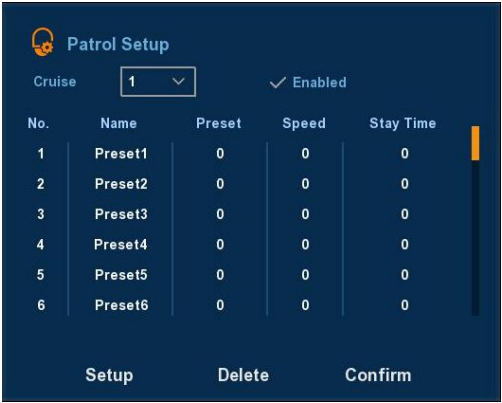 Patrol Setup
Cruise 1 Enabled
No. Name Preset Speed Stay Time
1 Preset1 0 0 0
2 Preset2 0 0 0
3 Preset3 0 0 0
4 Preset4 0 0 0
5 Preset5 0 0 0
6 Preset6 0 0 0
Setup Delete Confirm